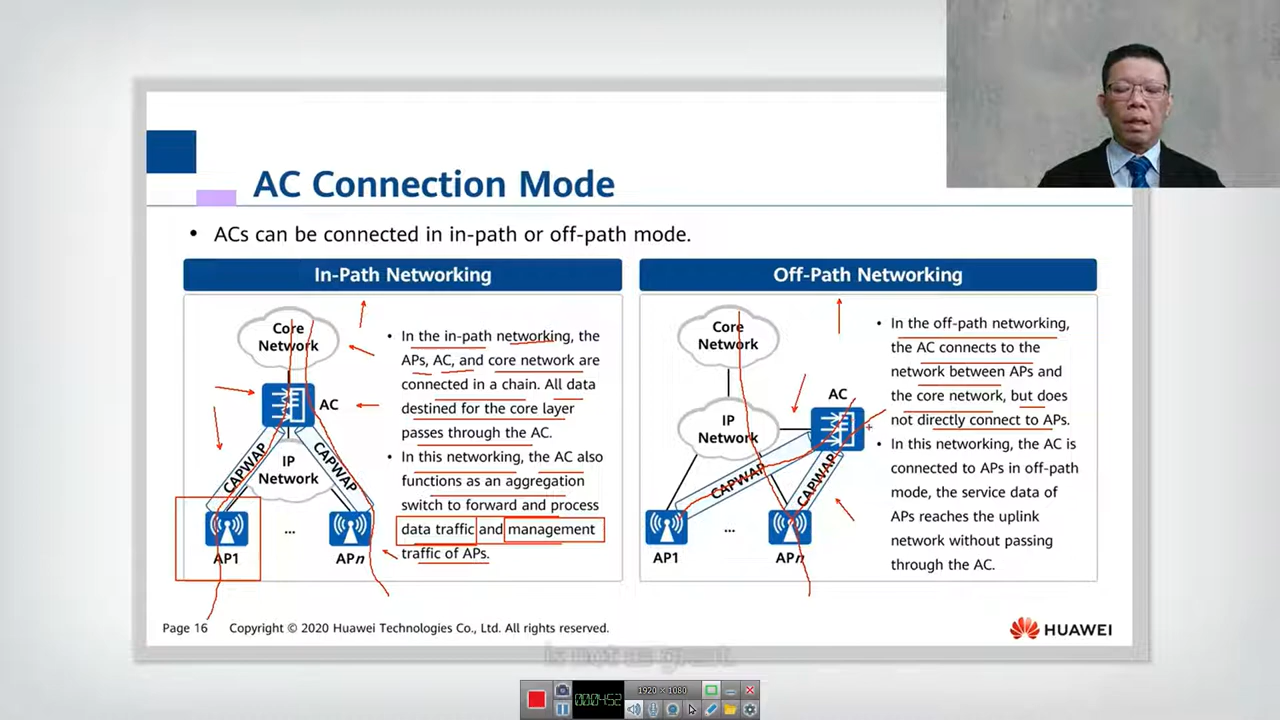 AC Connection Mode
• ACs can be connected in in-path or off-path mode.
In-Path Networking
Core
Network
AC
CAPWAP
CAPWAP
IP
Network
...
AP1
APn
• In the in-path networking, the
APs, AC, and core network are
connected in a chain. All data
destined for the core layer
passes through the AC.
• In this networking, the AC also
functions as an aggregation
switch to forward and process
data traffic and management
traffic of APs.
Off-Path Networking
Core
Network
AC
IP
Network
CAPWAP
CAPWAP
...
AP1
APn
• In the off-path networking,
the AC connects to the
network between APs and
the core network, but does
not directly connect to APs.
• In this networking, the AC is
connected to APs in off-path
mode, the service data of
APs reaches the uplink
network without passing
through the AC.
Page 16 Copyright © 2020 Huawei Technologies Co., Ltd. All rights reserved.
HUAWEI
1920 × 1080